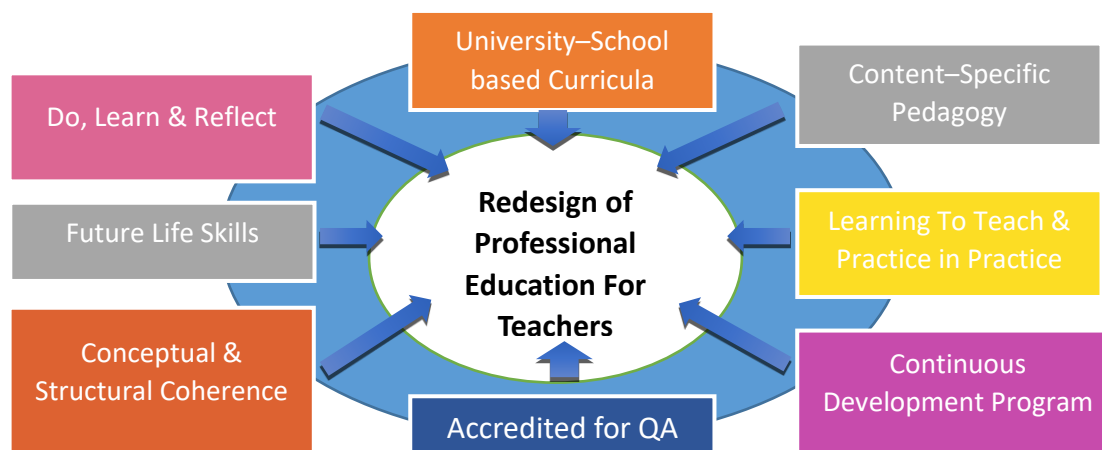 University–School
based Curricula
Do, Learn & Reflect
Content–Specific
Pedagogy
Future Life Skills
Redesign of
Professional
Education For
Teachers
Learning To Teach &
Practice in Practice
Conceptual &
Structural Coherence
Accredited for QA
Continuous
Development Program